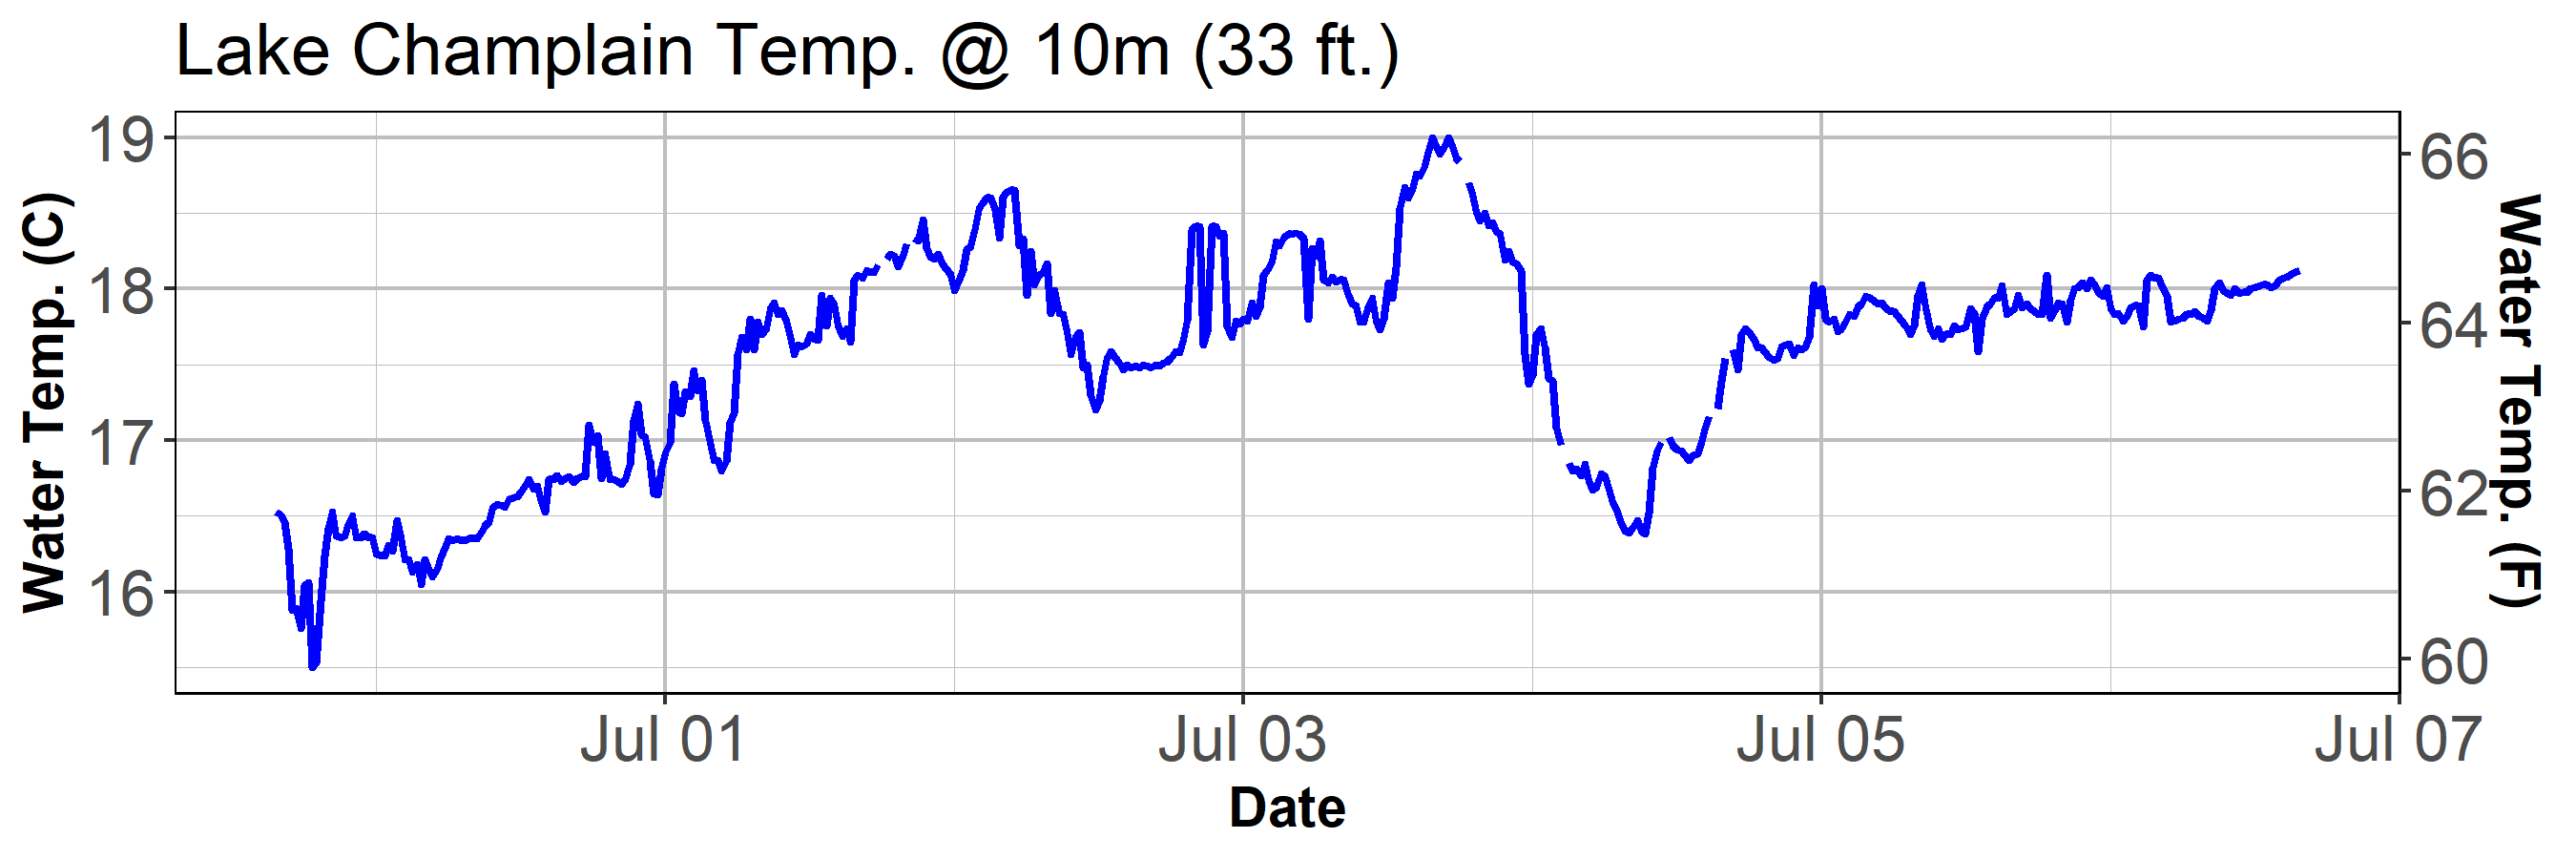 Lake Champlain Temp. @ 10m (33 ft.)
Water Temp. (C)
19
18
17
16
66
64
62
60
Water Temp. (F)
Jul 01
Jul 03
Jul 05
Jul 07
Date